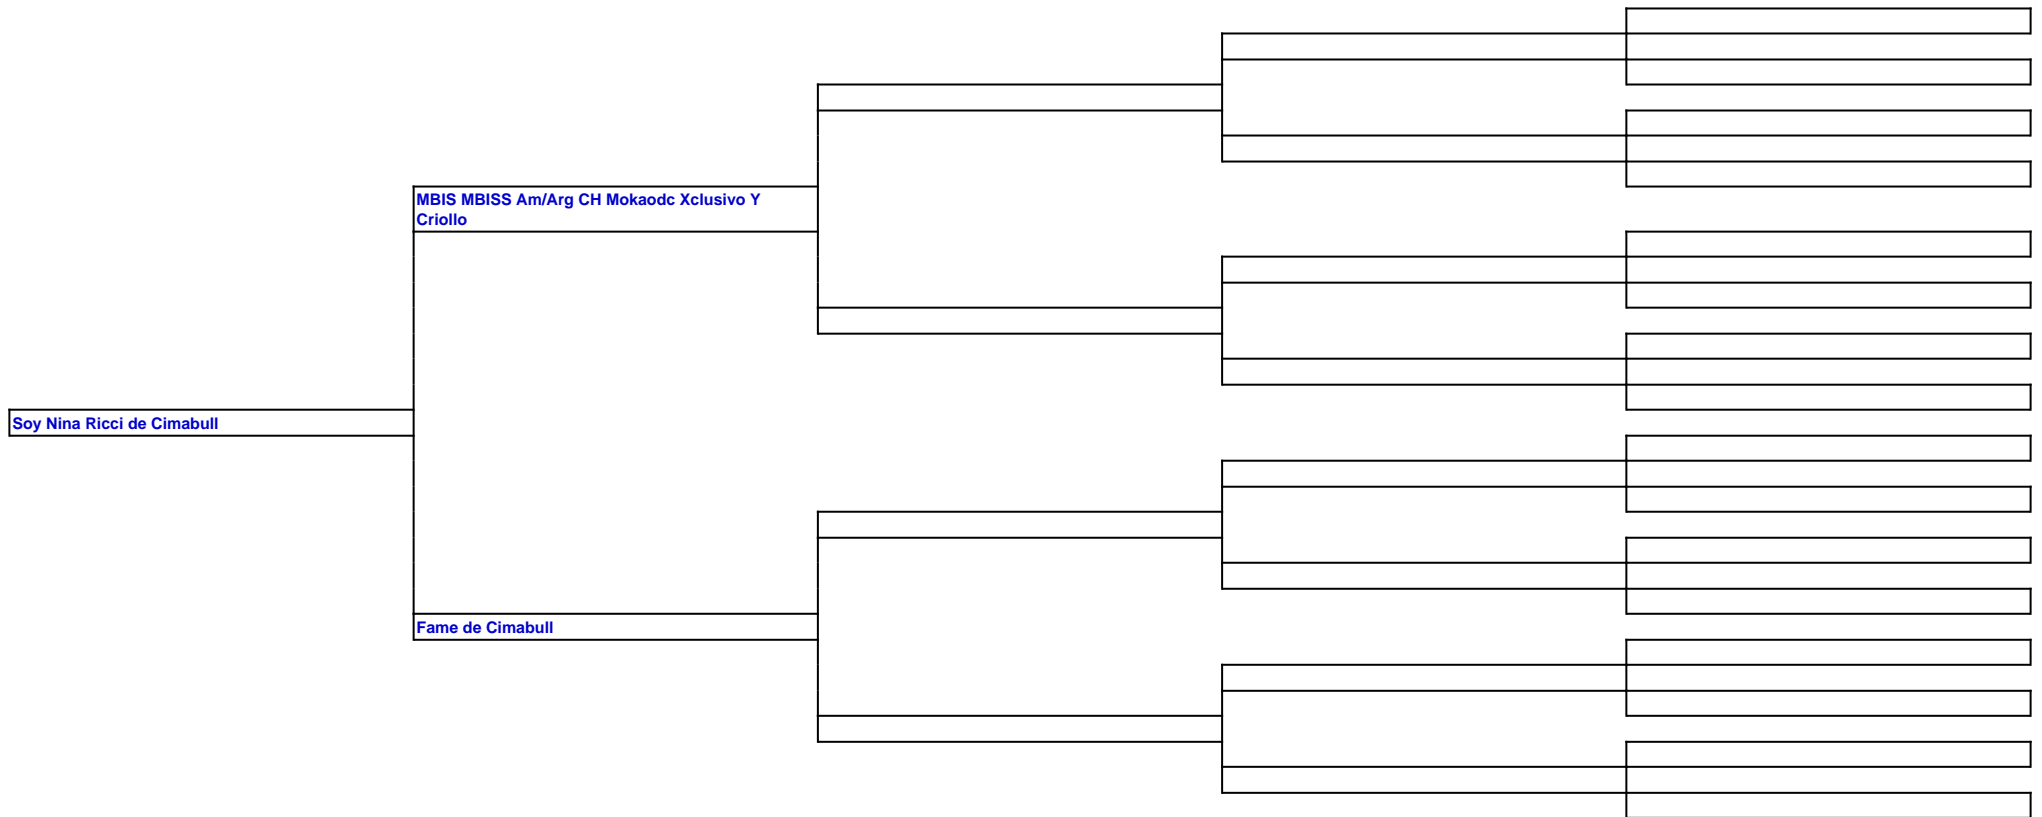 MBIS MBISS Am/Arg CH Mokaodc Xclusivo Y
Criollo
Soy Nina Ricci de Cimabull
Fame de Cimabull